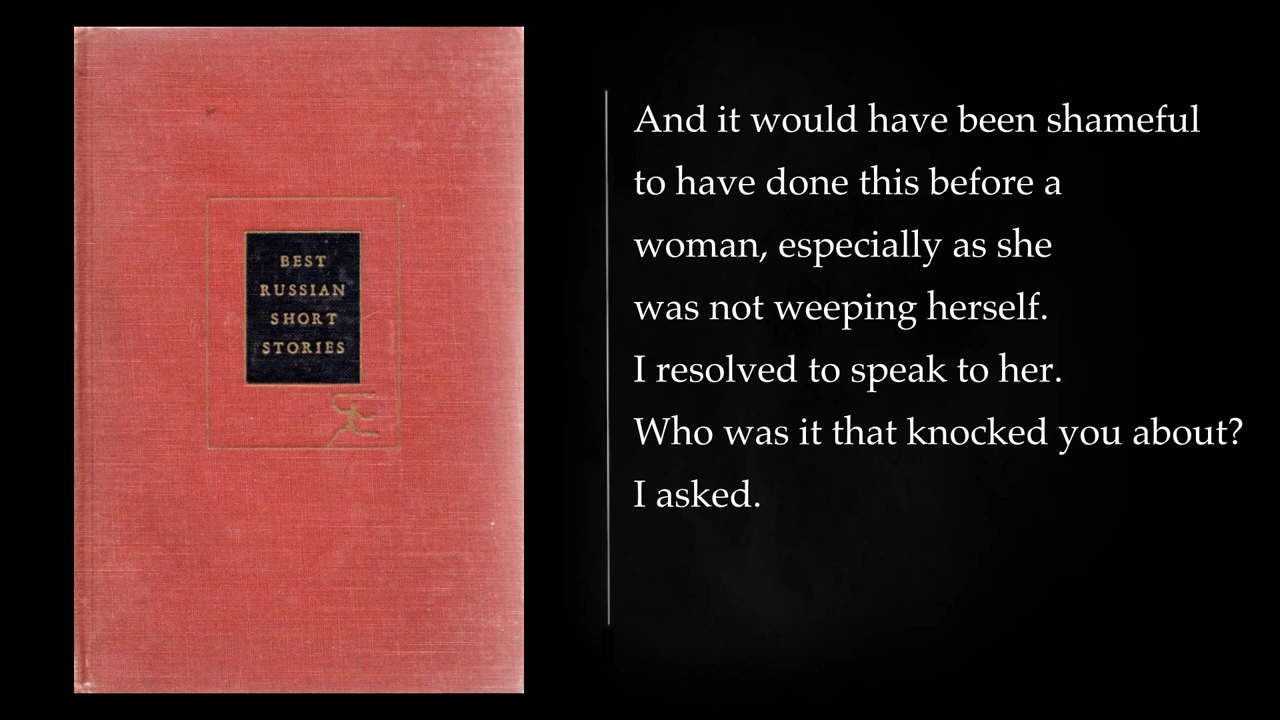 BEST
RUSSIAN
SHORT
STORIES
And it would have been shameful
to have done this before a
woman, especially as she
was not weeping herself.
I resolved to speak to her.
Who was it that knocked you about?
I asked.